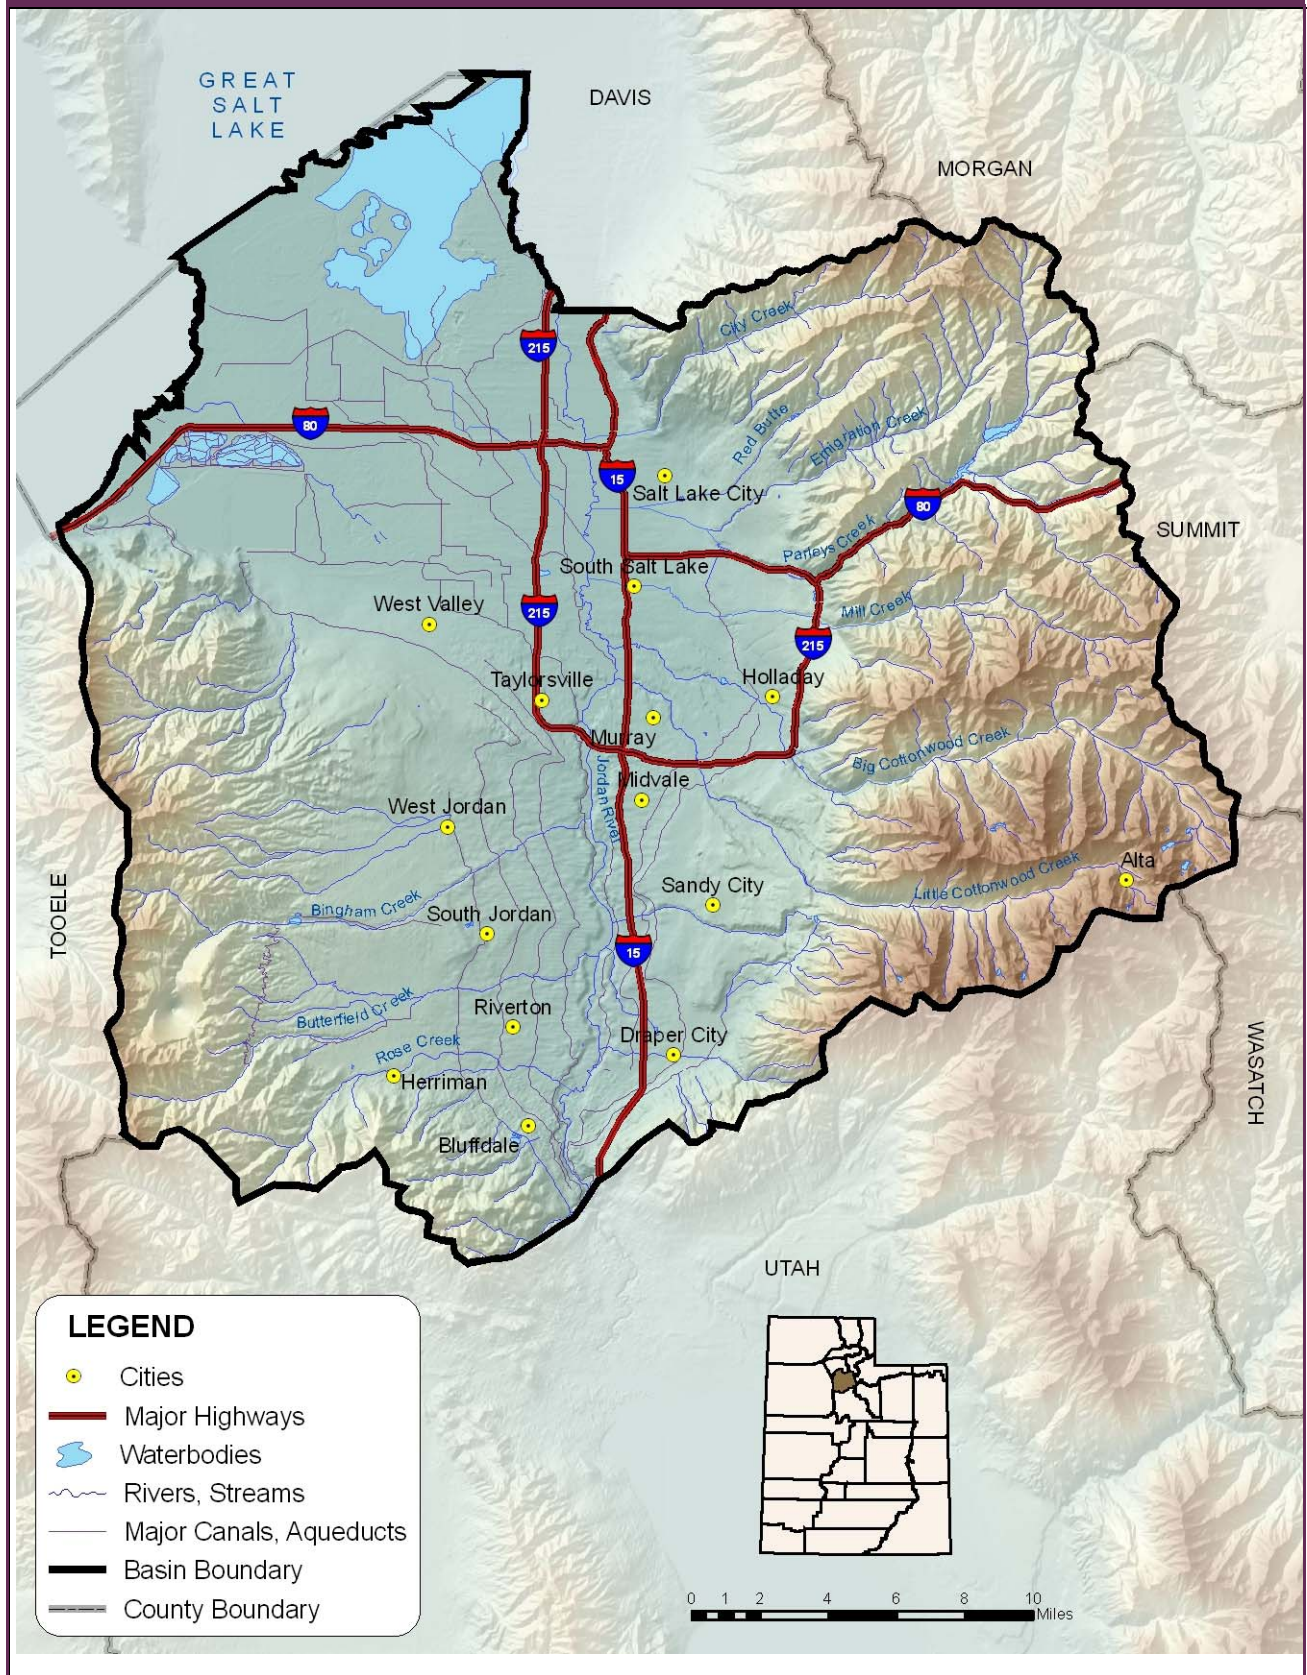 GREAT
SALT
LAKE
DAVIS
MORGAN
City Creek
215
Red Butte
Emigration Creek
80
15
Salt Lake City
80
SUMMIT
Parleys Creek
South Salt Lake
West Valley
215
Mill Creek
215
Taylorsville
Holladay
Murray
Big Cottonwood Creek
Midvale
Jordan River
West Jordan
Alta
Little Cottonwood Creek
Sandy City
TOOELE
Bingham Creek
South Jordan
15
Butterfield Creek
Riverton
Draper City
Rose Creek
Herriman
WASATCH
Bluffdale
UTAH
LEGEND
Cities
Major Highways
Waterbodies
Rivers, Streams
Major Canals, Aqueducts
Basin Boundary
County Boundary
0 1 2 4 6 8 10
Miles